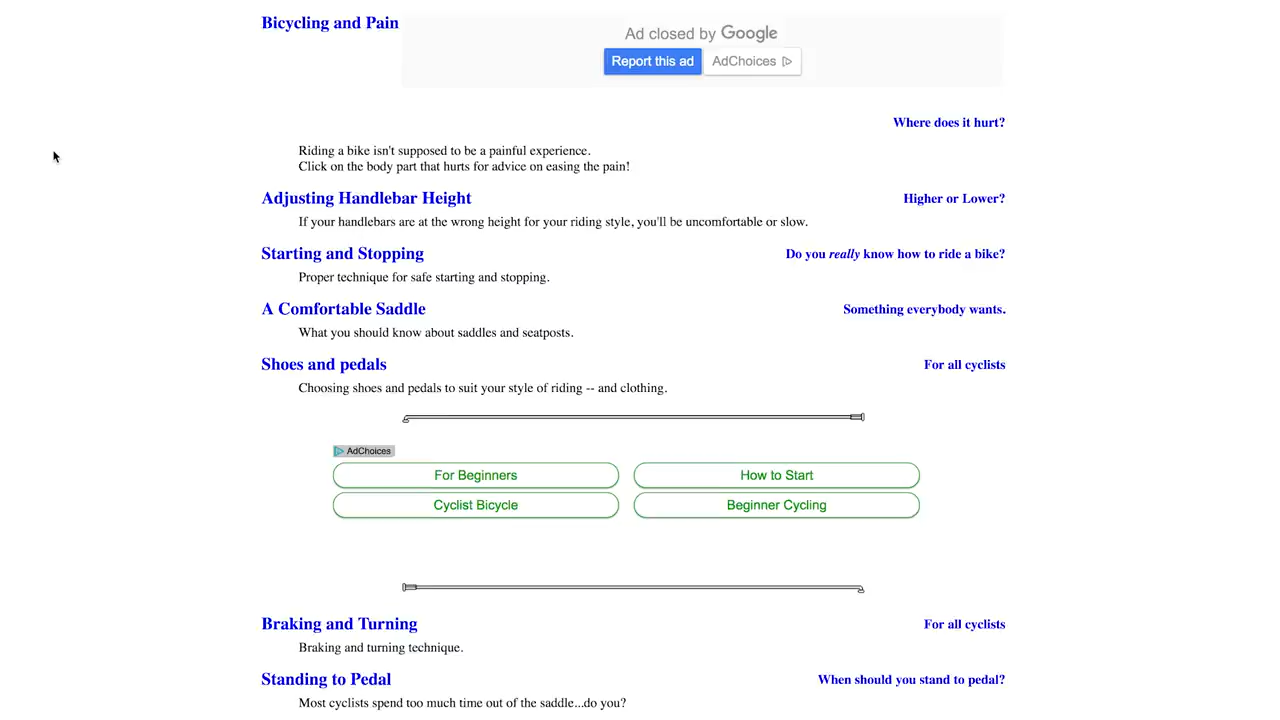 Bicycling and Pain
Ad closed by Google
Report this ad
AdChoices
Where does it hurt?
Riding a bike isn't supposed to be a painful experience.
Click on the body part that hurts for advice on easing the pain!
Adjusting Handlebar Height
Higher or Lower?
If your handlebars are at the wrong height for your riding style, you'll be uncomfortable or slow.
Starting and Stopping
Do you really know how to ride a bike?
Proper technique for safe starting and stopping.
A Comfortable Saddle
Something everybody wants.
What you should know about saddles and seatposts.
Shoes and pedals
For all cyclists
Choosing shoes and pedals to suit your style of riding -- and clothing.
AdChoices
For Beginners
How to Start
Cyclist Bicycle
Beginner Cycling
Braking and Turning
For all cyclists
Braking and turning technique.
Standing to Pedal
When should you stand to pedal?
Most cyclists spend too much time out of the saddle...do you?